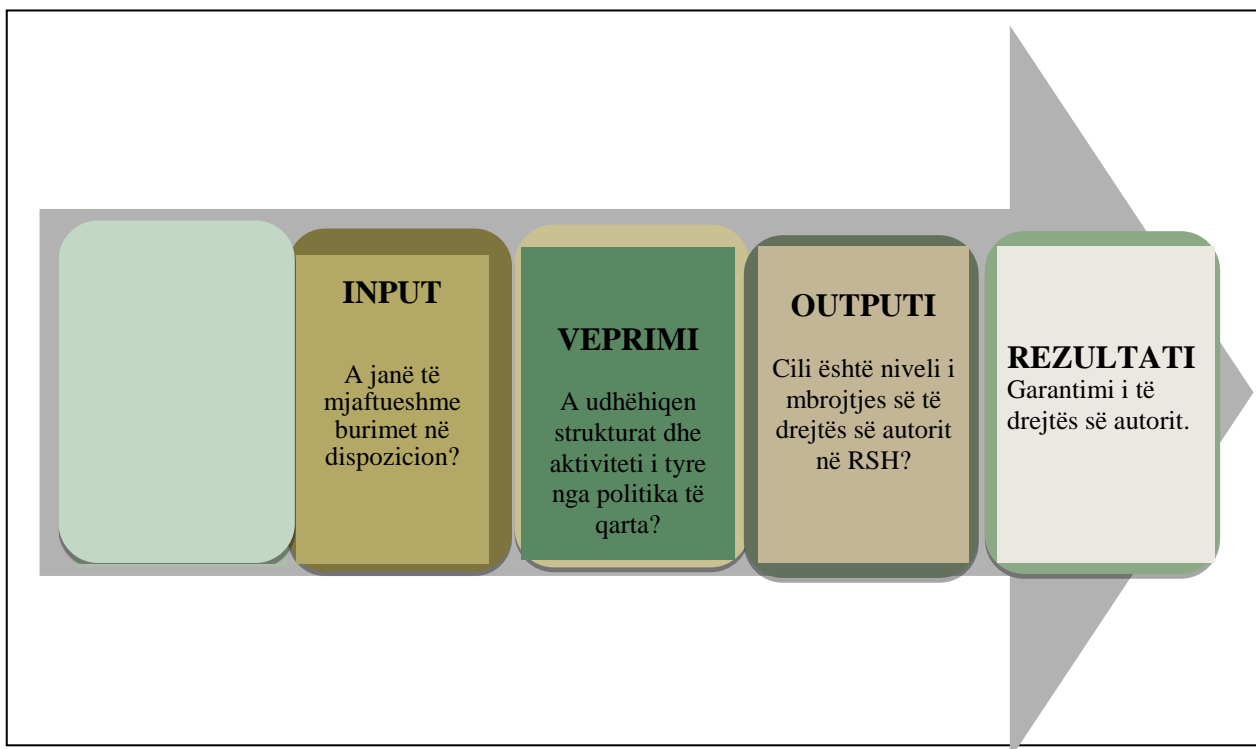 INPUT
A janë të
mjaftueshme
burimet në
dispozicion?
VEPRIMI
A udhëhiqen
strukturat dhe
aktiviteti i tyre
nga politika të
qarta?
OUTPUTI
Cili është niveli i
mbrojtjes së të
drejtës së autorit
në RSH?
REZULTATI
Garantimi i të
drejtës së autorit.